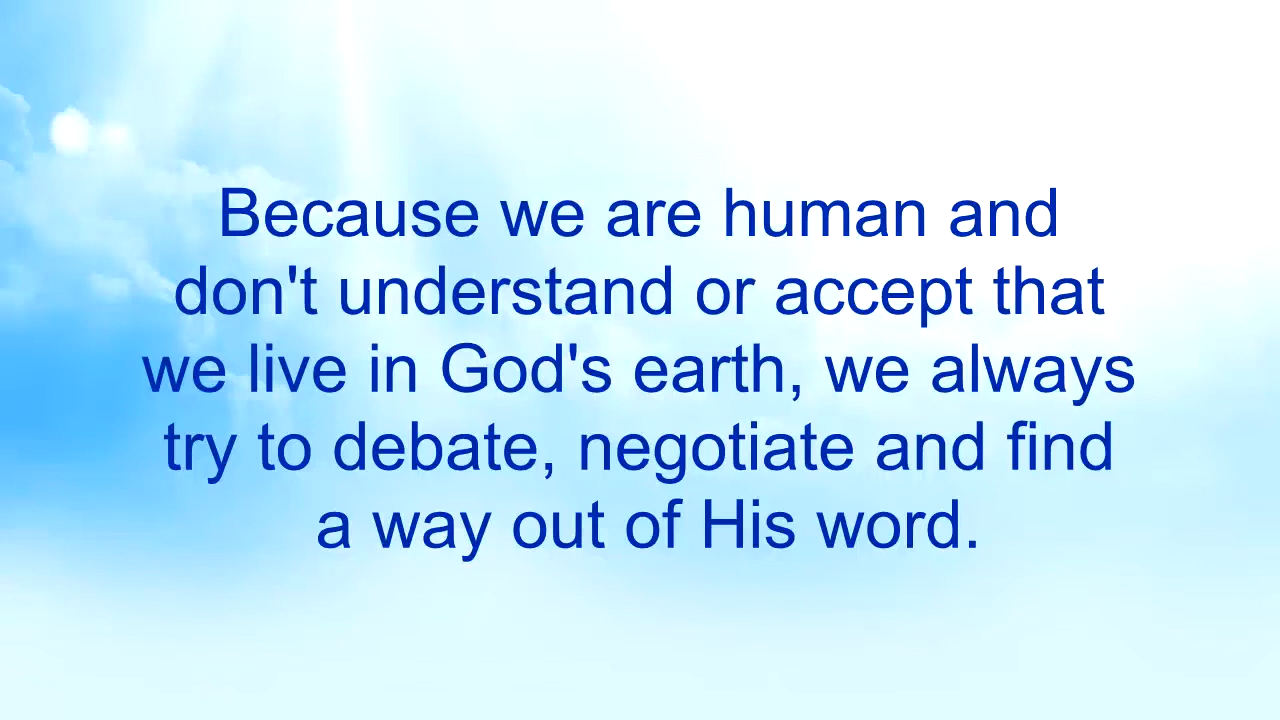 Because we are human and
don't understand or accept that
we live in God's earth, we always
try to debate, negotiate and find
a way out of His word.